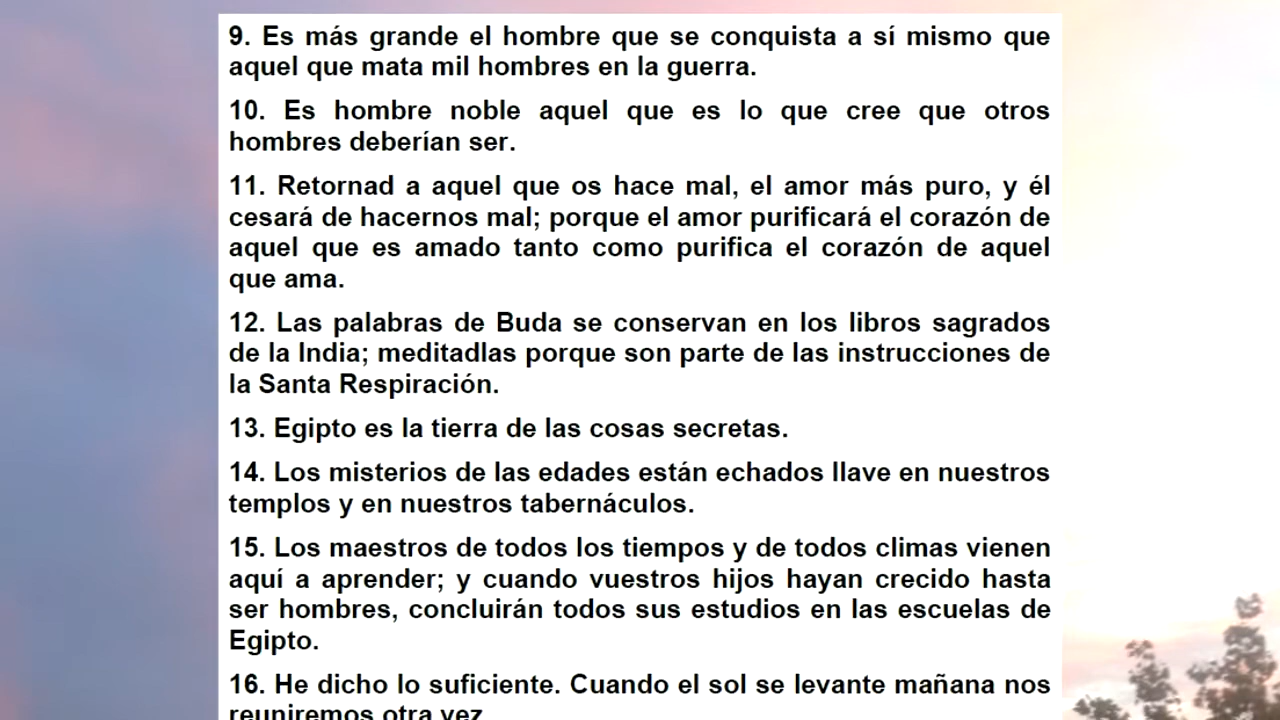 9. Es más grande el hombre que se conquista a sí mismo que
aquel que mata mil hombres en la guerra.
10. Es hombre noble aquel que es lo que cree que otros
hombres deberían ser.
11. Retornad a aquel que os hace mal, el amor más puro, y él
cesará de hacernos mal; porque el amor purificará el corazón de
aquel que es amado tanto como purifica el corazón de aquel
que ama.
12. Las palabras de Buda se conservan en los libros sagrados
de la India; meditadlas porque son parte de las instrucciones de
la Santa Respiración.
13. Egipto es la tierra de las cosas secretas.
14. Los misterios de las edades están echados llave en nuestros
templos y en nuestros tabernáculos.
15. Los maestros de todos los tiempos y de todos climas vienen
aquí a aprender; y cuando vuestros hijos hayan crecido hasta
ser hombres, concluirán todos sus estudios en las escuelas de
Egipto.
16. He dicho lo suficiente. Cuando el sol se levante mañana nos
reuniremos otra vez